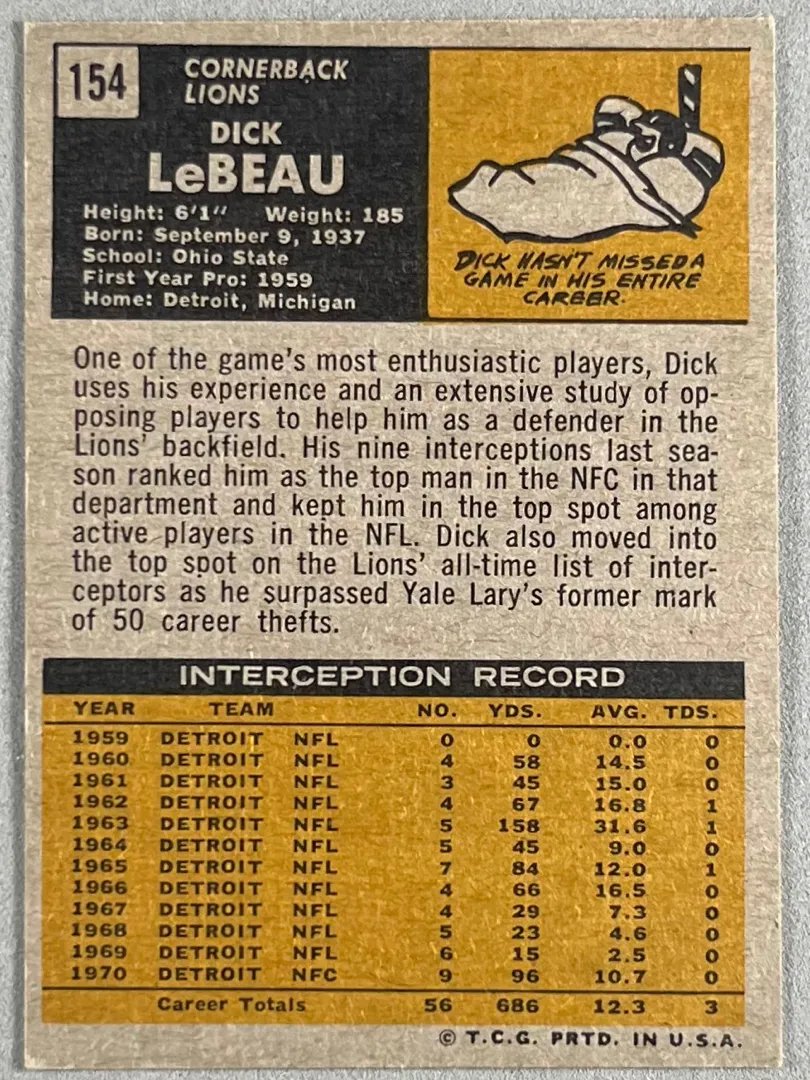 154
CORNERBACK
LIONS
DICK
LeBEAU
Height: 6'1" Weight: 185
Born: September 9, 1937
School: Ohio State
First Year Pro: 1959
Home: Detroit, Michigan
DICK HASN'T MISSED A
GAME IN HIS ENTIRE
CAREER.
One of the game's most enthusiastic players, Dick
uses his experience and an extensive study of op-
posing players to help him as a defender in the
Lions' backfield. His nine interceptions last sea-
son ranked him as the top man in the NFC in that
department and kept him in the top spot among
active players in the NFL. Dick also moved into
the top spot on the Lions' all-time list of inter-
ceptors as he surpassed Yale Lary's former mark
of 50 career thefts.
INTERCEPTION RECORD
YEAR TEAM NO. YDS. AVG. TDS.
1959 DETROIT NFL 0 0 0.0 0
1960 DETROIT NFL 4 58 14.5 0
1961 DETROIT NFL 3 45 15.0 0
1962 DETROIT NFL 4 67 16.8 1
1963 DETROIT NFL 5 158 31.6 1
1964 DETROIT NFL 5 45 9.0 0
1965 DETROIT NFL 7 84 12.0 1
1966 DETROIT NFL 4 66 16.5 0
1967 DETROIT NFL 4 29 7.3 0
1968 DETROIT NFL 5 23 4.6 0
1969 DETROIT NFL 6 15 2.5 0
1970 DETROIT NFC 9 96 10.7 0
Career Totals 56 686 12.3 3
© T.C.G. PRTD. IN U.S.A.